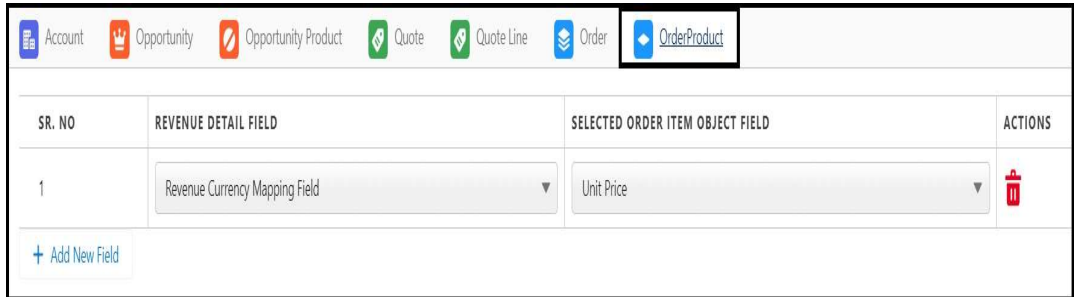 Account Opportunity Opportunity Product Quote Quote Line Order OrderProduct
SR. NO REVENUE DETAIL FIELD SELECTED ORDER ITEM OBJECT FIELD ACTIONS
1 Revenue Currency Mapping Field Unit Price
+ Add New Field